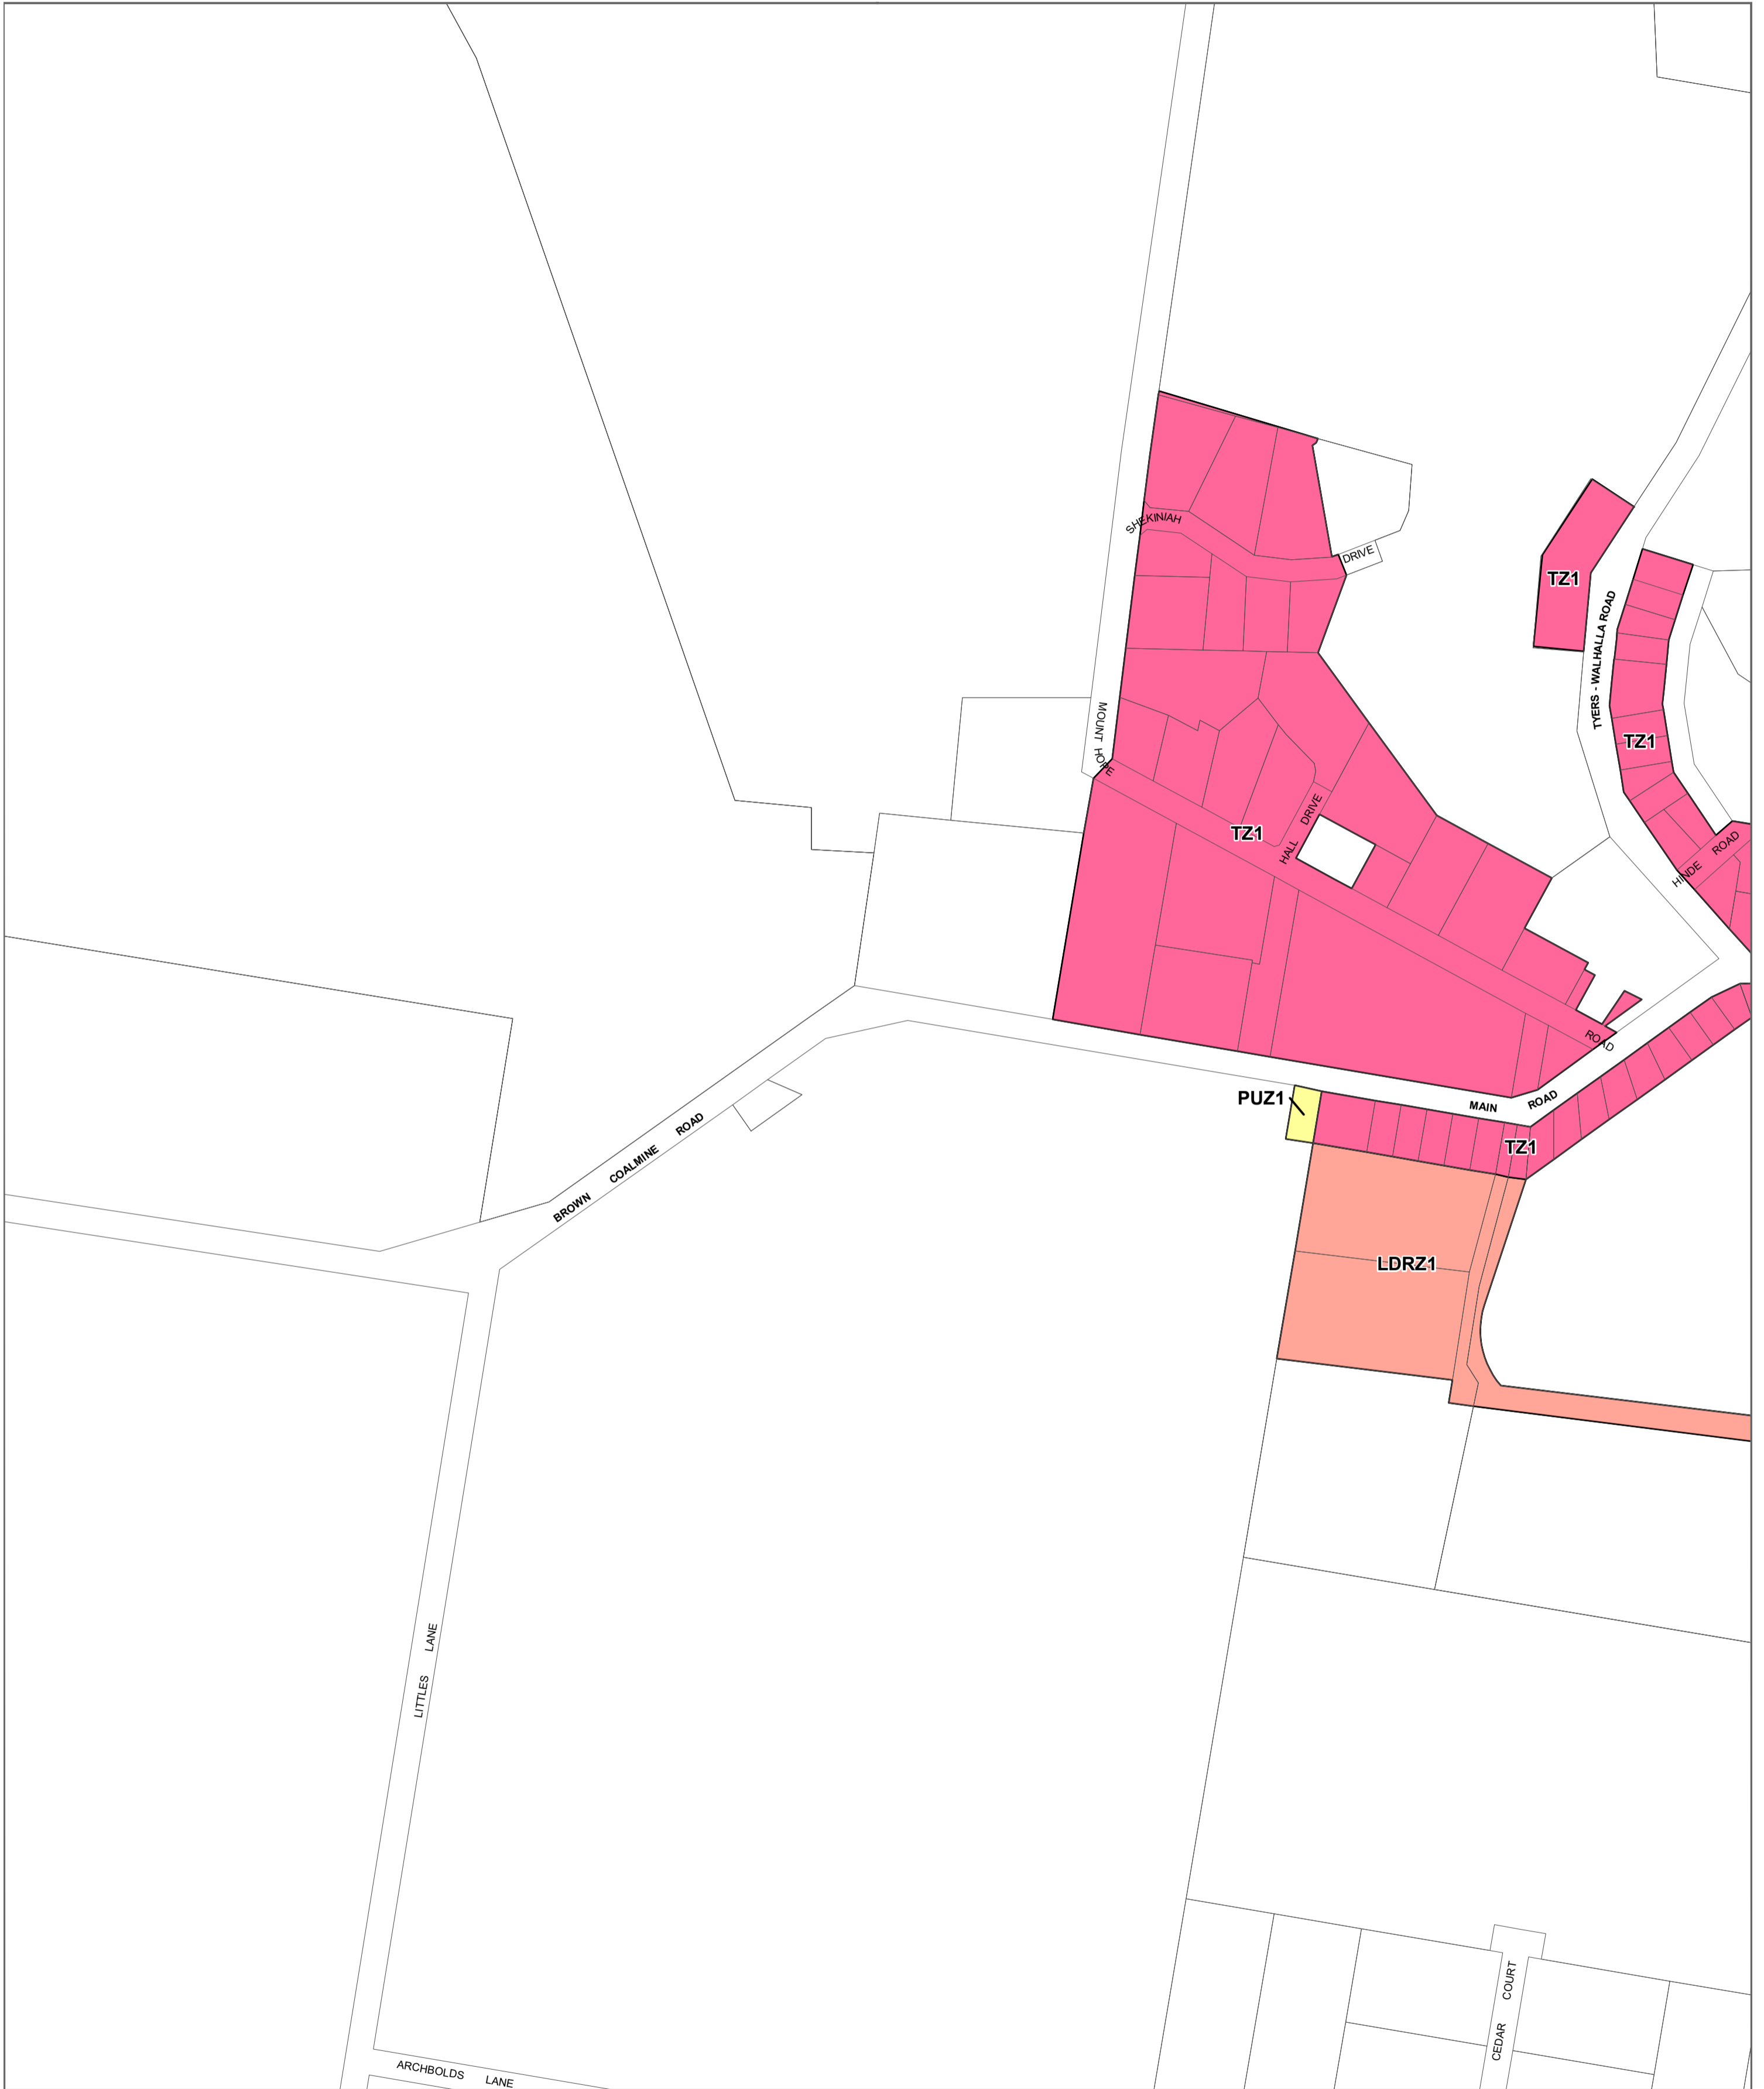 SHEKINIAH
DRIVE
TZ1
TYERS - WALHALLA ROAD
MOUNT HOPE
TZ1
HALL DRIVE
TZ1
HINDE ROAD
ROAD
PUZ1
MAIN ROAD
TZ1
BROWN COALMINE ROAD
LDRZ1
LITTLES LANE
CEDAR COURT
ARCHBOLDS LANE